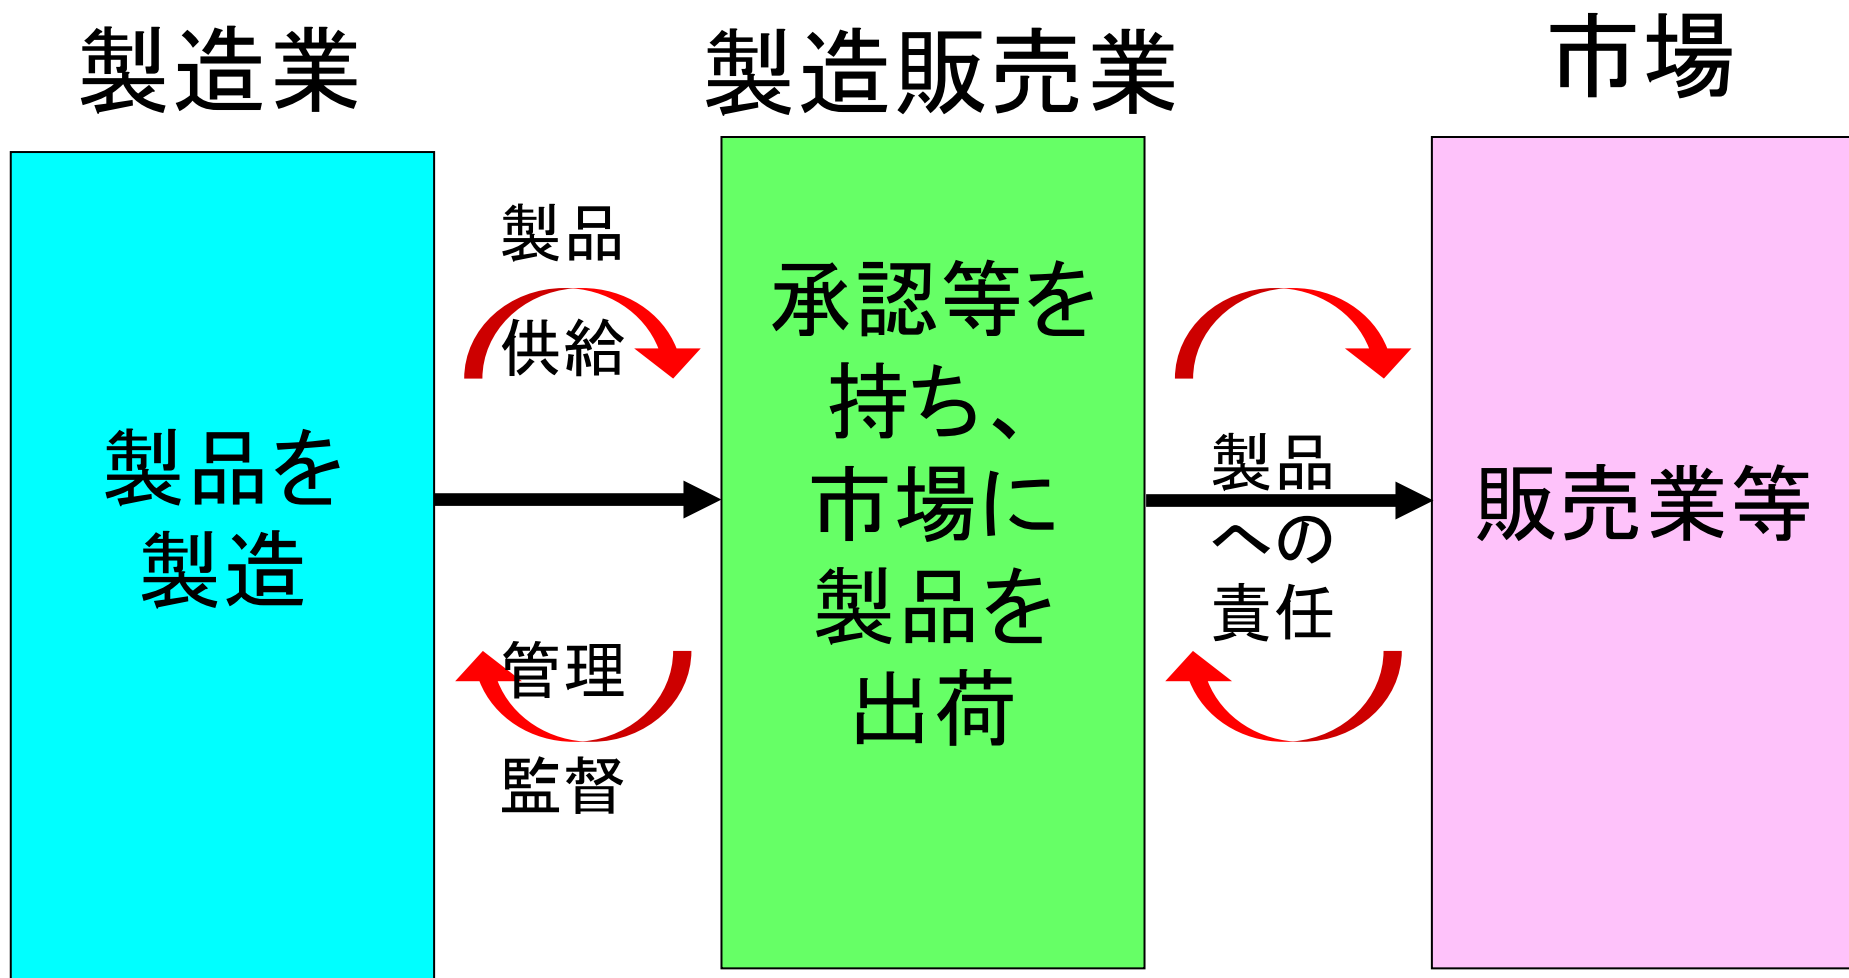 製造業
製造販売業
市場
製品を
製造
製品
供給
管理
監督
承認等を
持ち、
市場に
製品を
出荷
製品
への
責任
販売業等